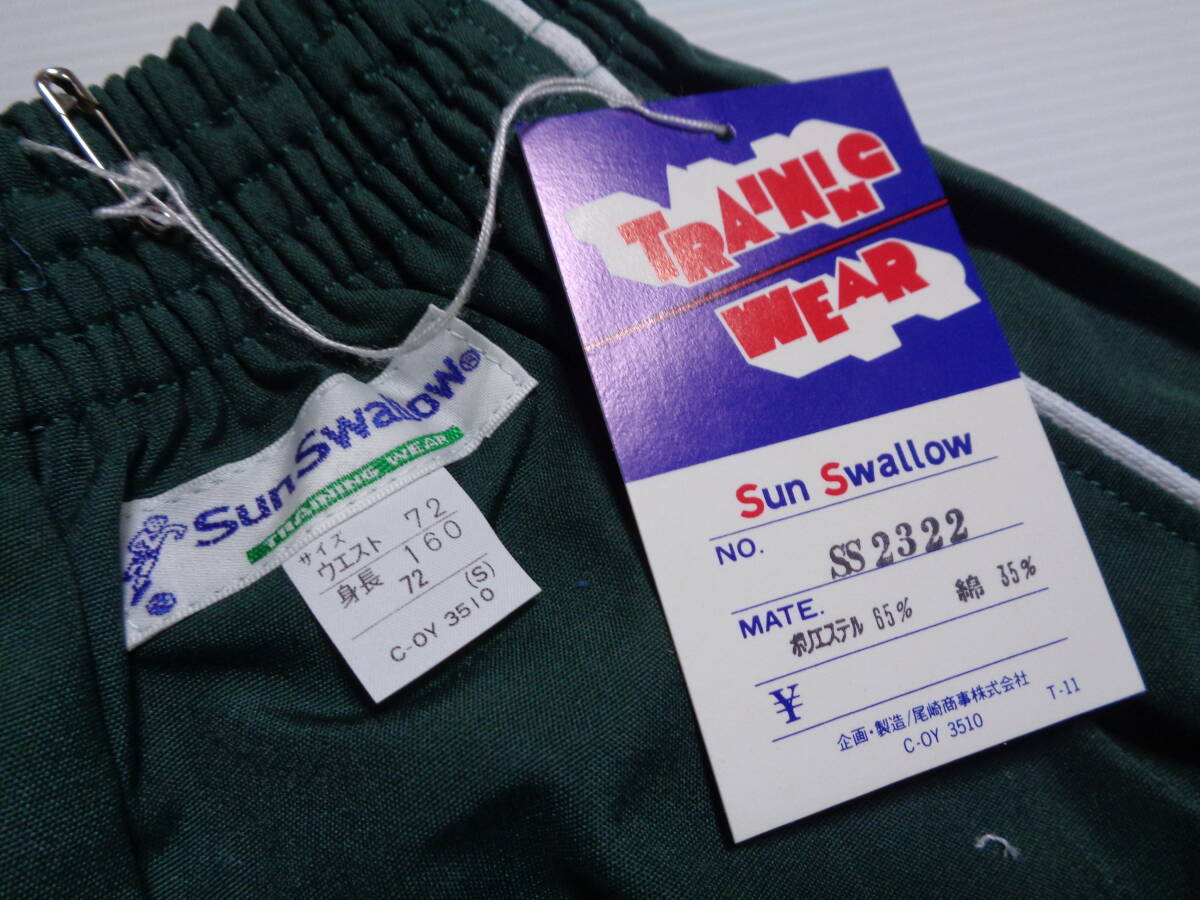 Sun Swallow®
TRAINING WEAR
サイズ
ウエスト 72
身長 160
72 (S)
C-OY 3510
TRAINING
WEAR
Sun Swallow
NO. SS2322
MATE. ポリエステル 65% 綿 35%
¥
企画・製造/尾崎商事株式会社
C-OY 3510 T-11